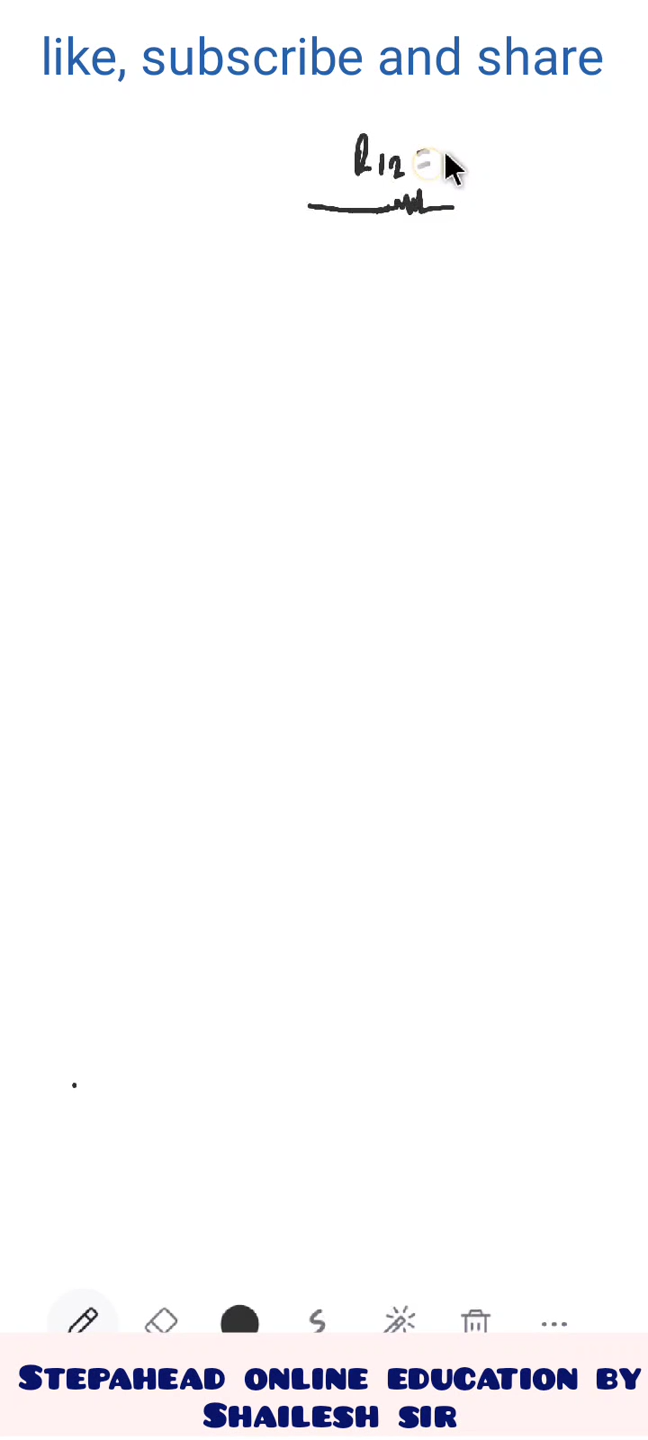 like, subscribe and share
R12 =
Stepahead online education by
Shailesh sir